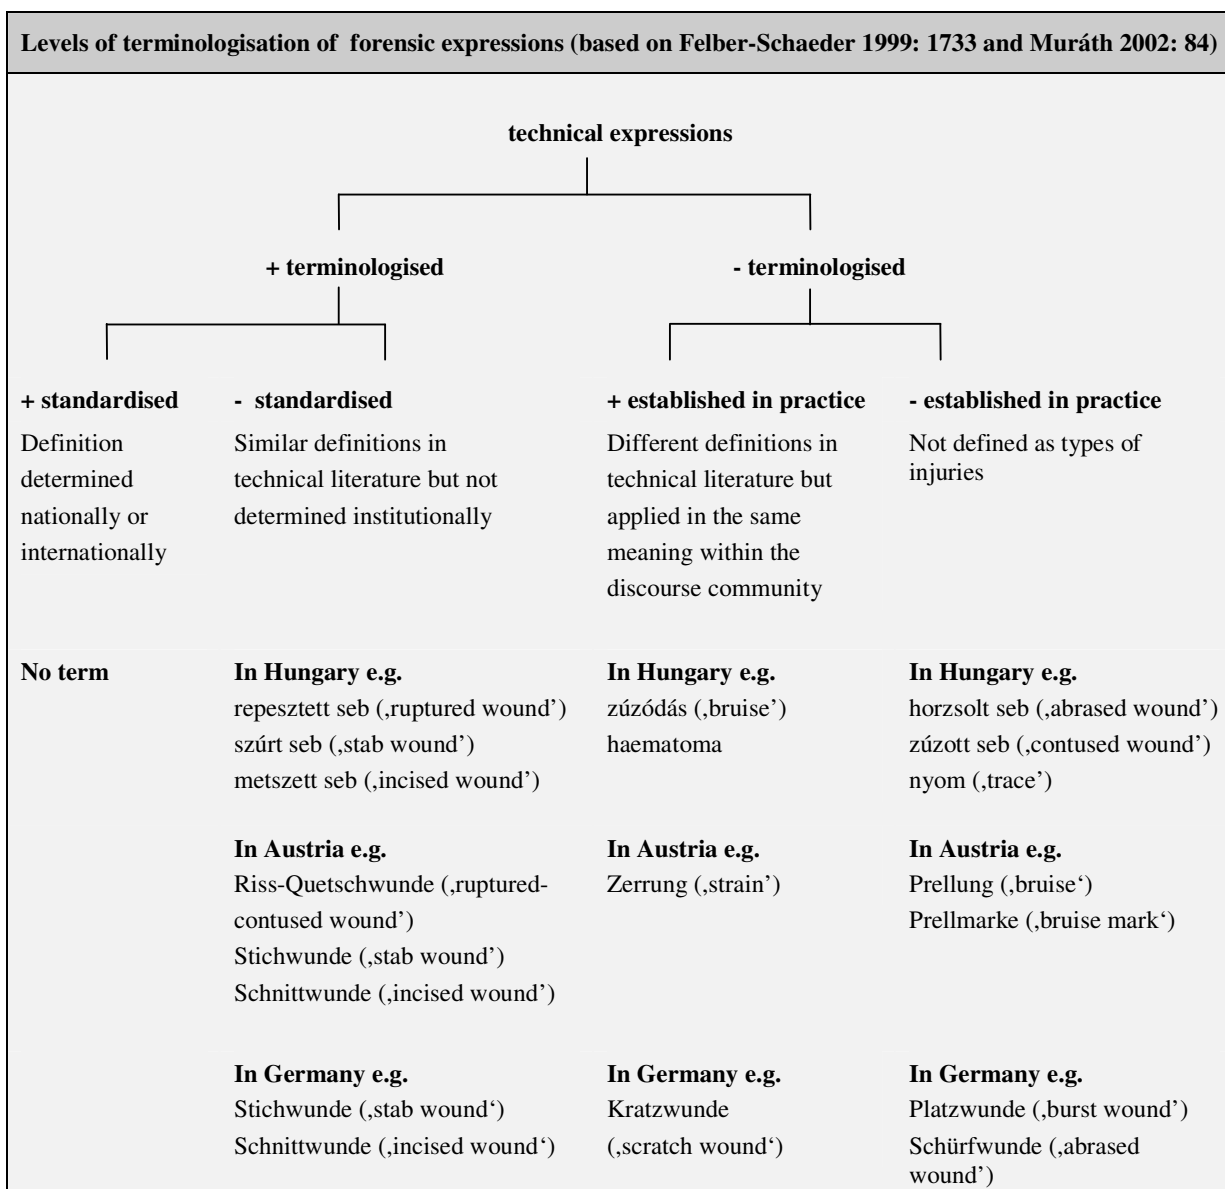 Levels of terminologisation of forensic expressions (based on Felber-Schaeder 1999: 1733 and Muráth 2002: 84)
technical expressions
+ terminologised
- terminologised
+ standardised
Definition
determined
nationally or
internationally
- standardised
Similar definitions in
technical literature but not
determined institutionally
+ established in practice
Different definitions in
technical literature but
applied in the same
meaning within the
discourse community
- established in practice
Not defined as types of
injuries
No term
In Hungary e.g.
repesztett seb (‚ruptured wound’)
szúrt seb (‚stab wound’)
metszett seb (‚incised wound’)
In Hungary e.g.
zúzódás (‚bruise’)
haematoma
In Hungary e.g.
horzsolt seb (‚abrased wound’)
zúzott seb (‚contused wound’)
nyom (‚trace’)
In Austria e.g.
Riss-Quetschwunde (‚ruptured-
contused wound’)
Stichwunde (‚stab wound’)
Schnittwunde (‚incised wound’)
In Austria e.g.
Zerrung (‚strain’)
In Austria e.g.
Prellung (‚bruise‘)
Prellmarke (‚bruise mark‘)
In Germany e.g.
Stichwunde (‚stab wound‘)
Schnittwunde (‚incised wound‘)
In Germany e.g.
Kratzwunde
(‚scratch wound‘)
In Germany e.g.
Platzwunde (‚burst wound’)
Schürfwunde (‚abrased
wound’)